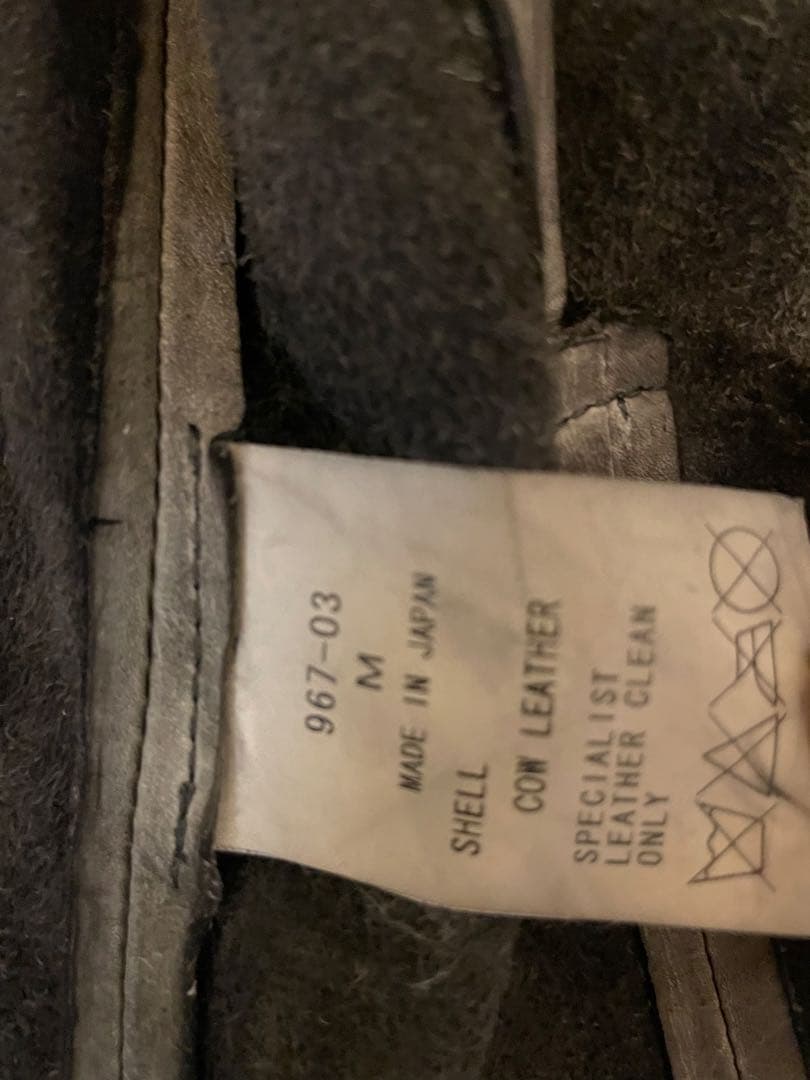 967-03
M
MADE IN JAPAN
SHELL
COW LEATHER
SPECIALIST
LEATHER CLEAN
ONLY